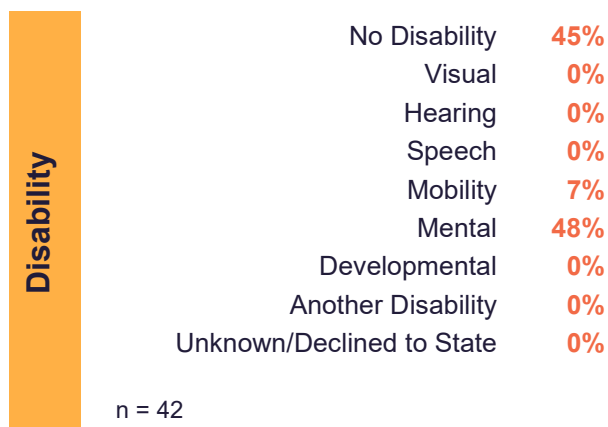 Disability
No Disability 45%
Visual 0%
Hearing 0%
Speech 0%
Mobility 7%
Mental 48%
Developmental 0%
Another Disability 0%
Unknown/Declined to State 0%
n = 42